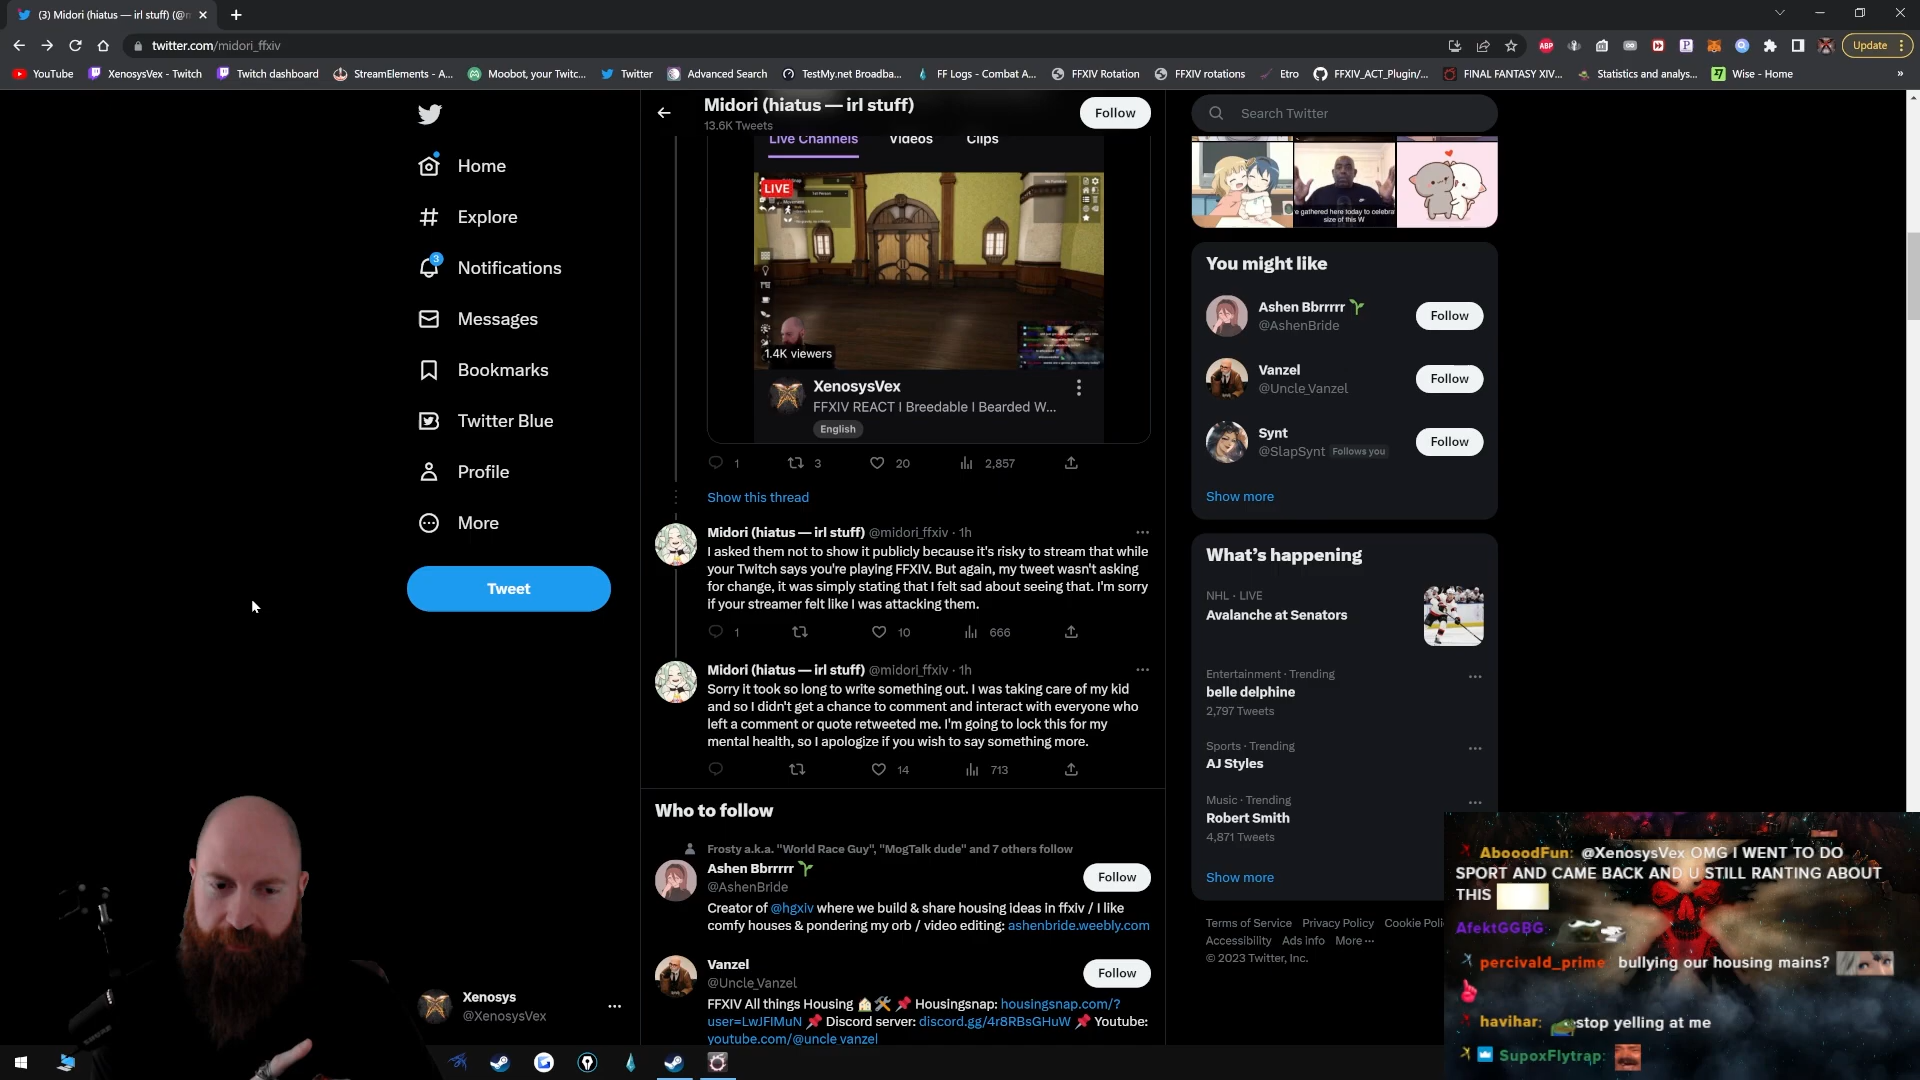 (3) Midori (hiatus — irl stuff) (@m
twitter.com/midori_ffxiv
Update
YouTube
XenosysVex - Twitch
Twitch dashboard
StreamElements - A...
Moobot, your Twitc...
Twitter
Advanced Search
TestMy.net Broadba...
FF Logs - Combat A...
FFXIV Rotation
FFXIV rotations
Etro
FFXIV_ACT_Plugin/...
FINAL FANTASY XIV...
Statistics and analys...
Wise - Home
Home
Explore
3
Notifications
Messages
Bookmarks
Twitter Blue
Profile
More
Tweet
Xenosys
@XenosysVex
Midori (hiatus — irl stuff)
13.6K Tweets
Follow
Live Channels
Videos
Clips
LIVE
1.4K viewers
XenosysVex
FFXIV REACT I Breedable I Bearded W...
English
1
3
20
2,857
Show this thread
Midori (hiatus — irl stuff) @midori_ffxiv · 1h
I asked them not to show it publicly because it's risky to stream that while
your Twitch says you're playing FFXIV. But again, my tweet wasn't asking
for change, it was simply stating that I felt sad about seeing that. I'm sorry
if your streamer felt like I was attacking them.
1
10
666
Midori (hiatus — irl stuff) @midori_ffxiv · 1h
Sorry it took so long to write something out. I was taking care of my kid
and so I didn't get a chance to comment and interact with everyone who
left a comment or quote retweeted me. I'm going to lock this for my
mental health, so I apologize if you wish to say something more.
14
713
Who to follow
Frosty a.k.a. "World Race Guy", "MogTalk dude" and 7 others follow
Ashen Bbrrrrr
@AshenBride
Follow
Creator of @hgxiv where we build & share housing ideas in ffxiv / I like
comfy houses & pondering my orb / video editing: ashenbride.weebly.com
Vanzel
@Uncle_Vanzel
Follow
FFXIV All things Housing Housingsnap: housingsnap.com/?
user=LwJFIMuN Discord server: discord.gg/4r8RBsGHuW Youtube:
youtube.com/@uncle_vanzel
Search Twitter
e gathered here today to celebra
size of this W
You might like
Ashen Bbrrrrr
@AshenBride
Follow
Vanzel
@Uncle_Vanzel
Follow
Synt
@SlapSynt Follows you
Follow
Show more
What's happening
NHL · LIVE
Avalanche at Senators
Entertainment · Trending
belle delphine
2,797 Tweets
Sports · Trending
AJ Styles
Music · Trending
Robert Smith
4,871 Tweets
Show more
Terms of Service Privacy Policy Cookie Poli
Accessibility Ads info More
© 2023 Twitter, Inc.
AbooodFun: @XenosysVex OMG I WENT TO DO
SPORT AND CAME BACK AND U STILL RANTING ABOUT
THIS
AfektGGBG
percivald_prime: bullying our housing mains?
havihar: stop yelling at me
SupoxFlytrap: